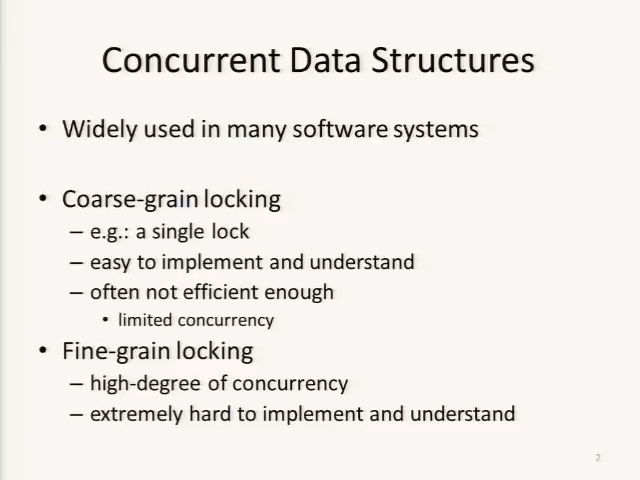 Concurrent Data Structures
• Widely used in many software systems
• Coarse-grain locking
– e.g.: a single lock
– easy to implement and understand
– often not efficient enough
• limited concurrency
• Fine-grain locking
– high-degree of concurrency
– extremely hard to implement and understand
2